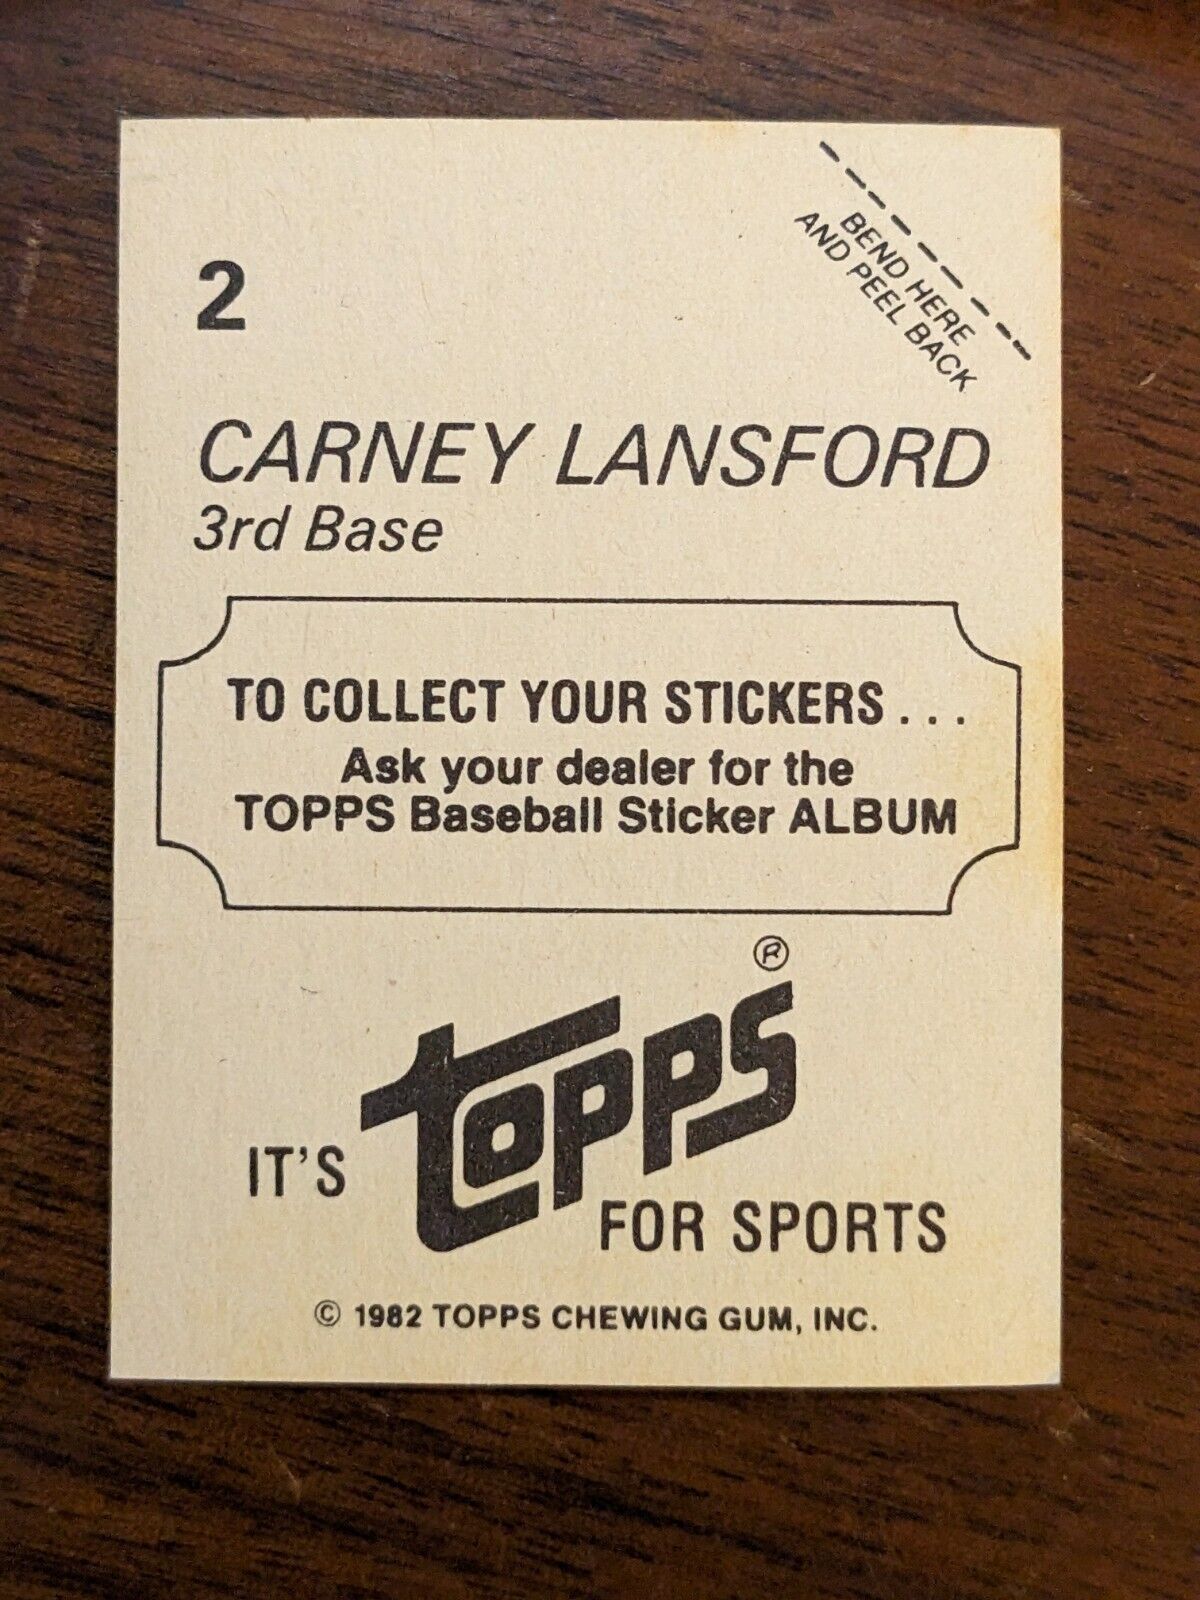 BEND HERE
AND PEEL BACK
2
CARNEY LANSFORD
3rd Base
TO COLLECT YOUR STICKERS . . .
Ask your dealer for the
TOPPS Baseball Sticker ALBUM
IT'S topps ®
FOR SPORTS
© 1982 TOPPS CHEWING GUM, INC.